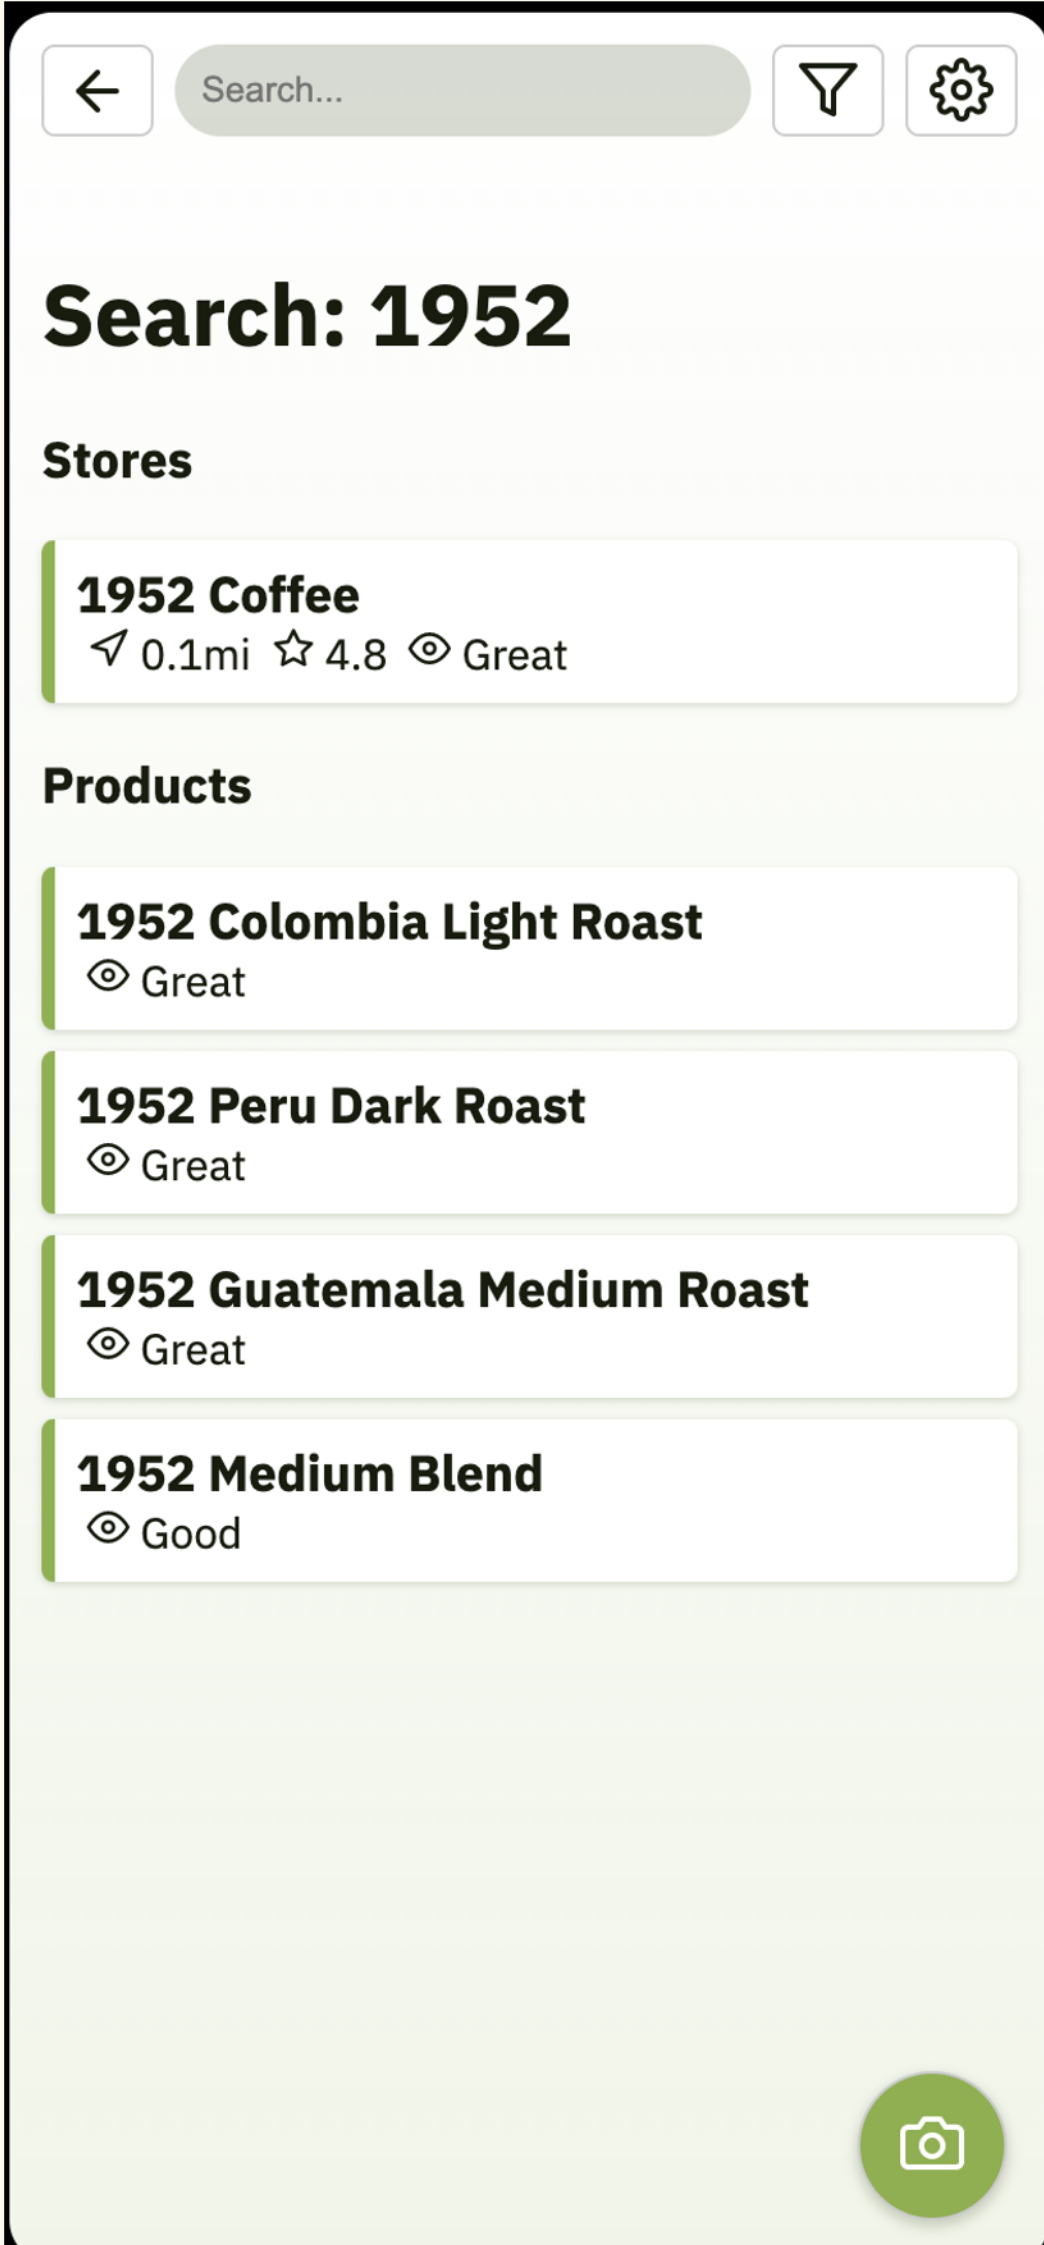 Search...
Search: 1952
Stores
1952 Coffee
0.1mi 4.8 Great
Products
1952 Colombia Light Roast
Great
1952 Peru Dark Roast
Great
1952 Guatemala Medium Roast
Great
1952 Medium Blend
Good